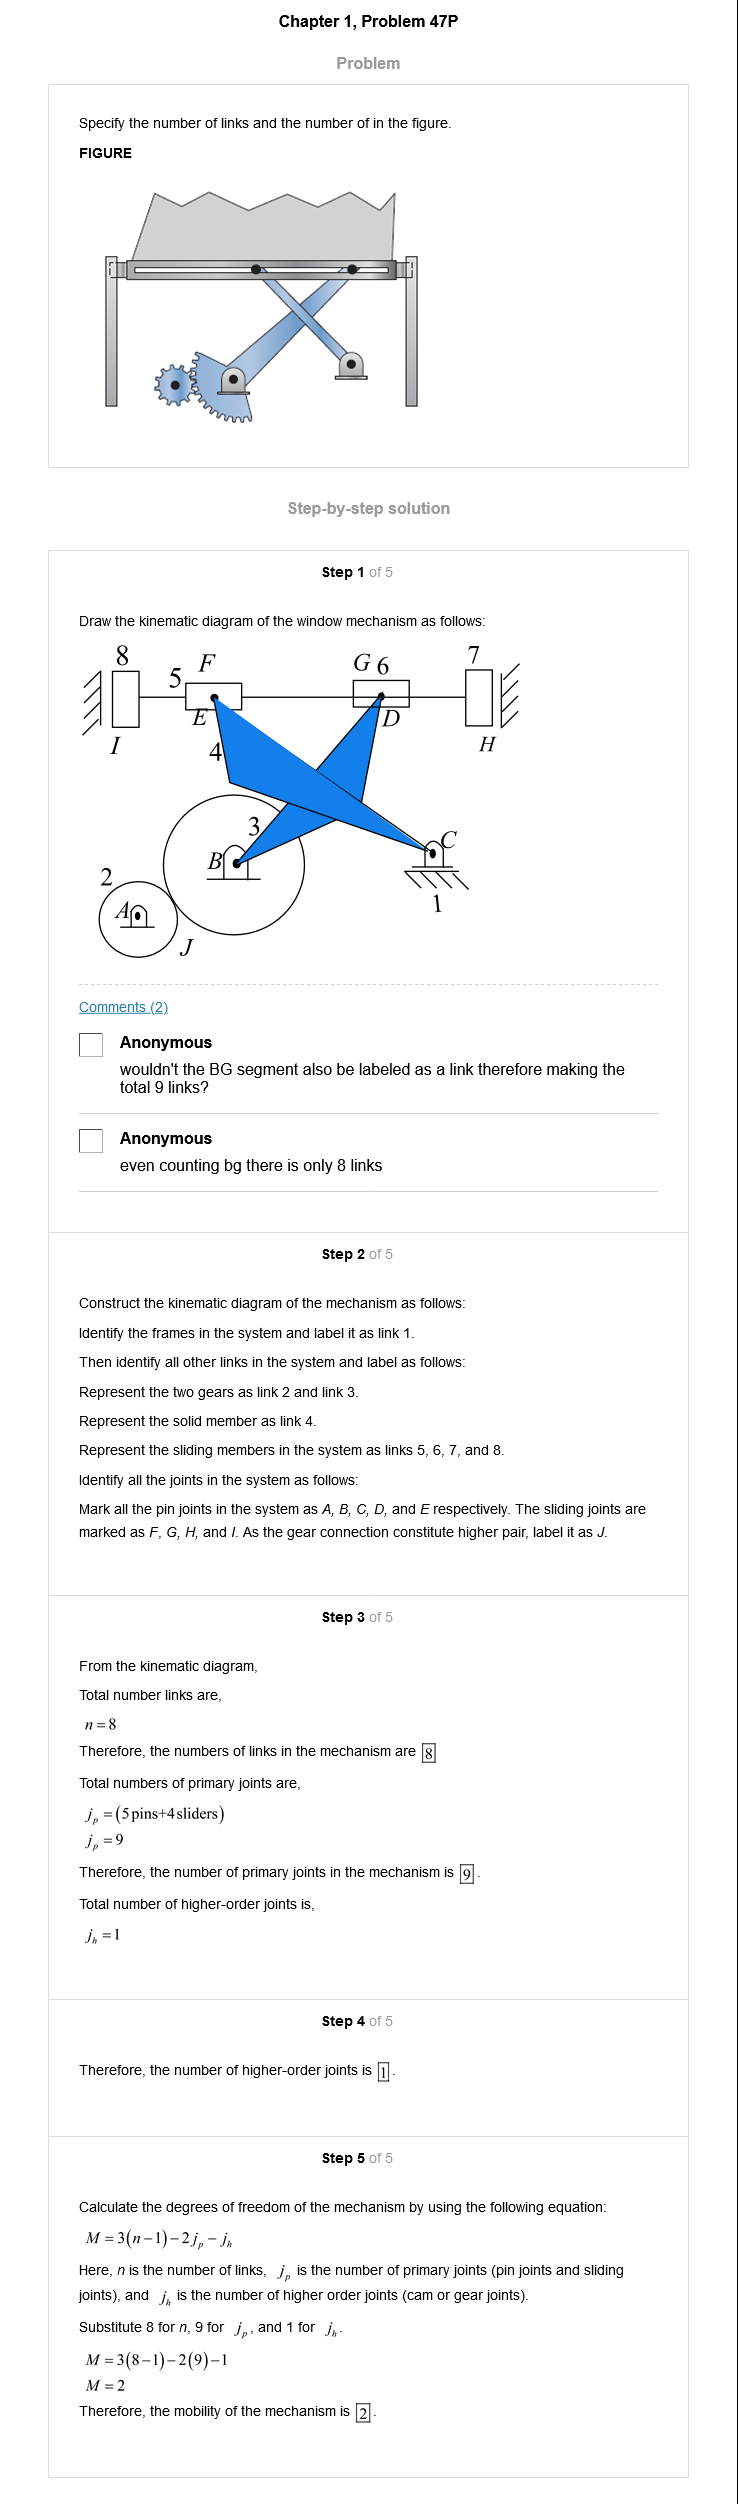 Chapter 1, Problem 47P
Problem
Specify the number of links and the number of in the figure.
FIGURE
Step-by-step solution
Step 1 of 5
Draw the kinematic diagram of the window mechanism as follows:
8
F
G 6
7
5
E
D
I
4
H
3
C
B
2
A
1
J
Comments (2)
Anonymous
wouldn't the BG segment also be labeled as a link therefore making the
total 9 links?
Anonymous
even counting bg there is only 8 links
Step 2 of 5
Construct the kinematic diagram of the mechanism as follows:
Identify the frames in the system and label it as link 1.
Then identify all other links in the system and label as follows:
Represent the two gears as link 2 and link 3.
Represent the solid member as link 4.
Represent the sliding members in the system as links 5, 6, 7, and 8.
Identify all the joints in the system as follows:
Mark all the pin joints in the system as A, B, C, D, and E respectively. The sliding joints are
marked as F, G, H, and I. As the gear connection constitute higher pair, label it as J.
Step 3 of 5
From the kinematic diagram,
Total number links are,
n = 8
Therefore, the numbers of links in the mechanism are 8
Total numbers of primary joints are,
jₚ = (5 pins+4 sliders)
jₚ = 9
Therefore, the number of primary joints in the mechanism is 9 .
Total number of higher-order joints is,
jₕ = 1
Step 4 of 5
Therefore, the number of higher-order joints is 1 .
Step 5 of 5
Calculate the degrees of freedom of the mechanism by using the following equation:
M = 3(n − 1) − 2jₚ − jₕ
Here, n is the number of links, jₚ is the number of primary joints (pin joints and sliding
joints), and jₕ is the number of higher order joints (cam or gear joints).
Substitute 8 for n, 9 for jₚ, and 1 for jₕ.
M = 3(8 − 1) − 2(9) − 1
M = 2
Therefore, the mobility of the mechanism is 2 .